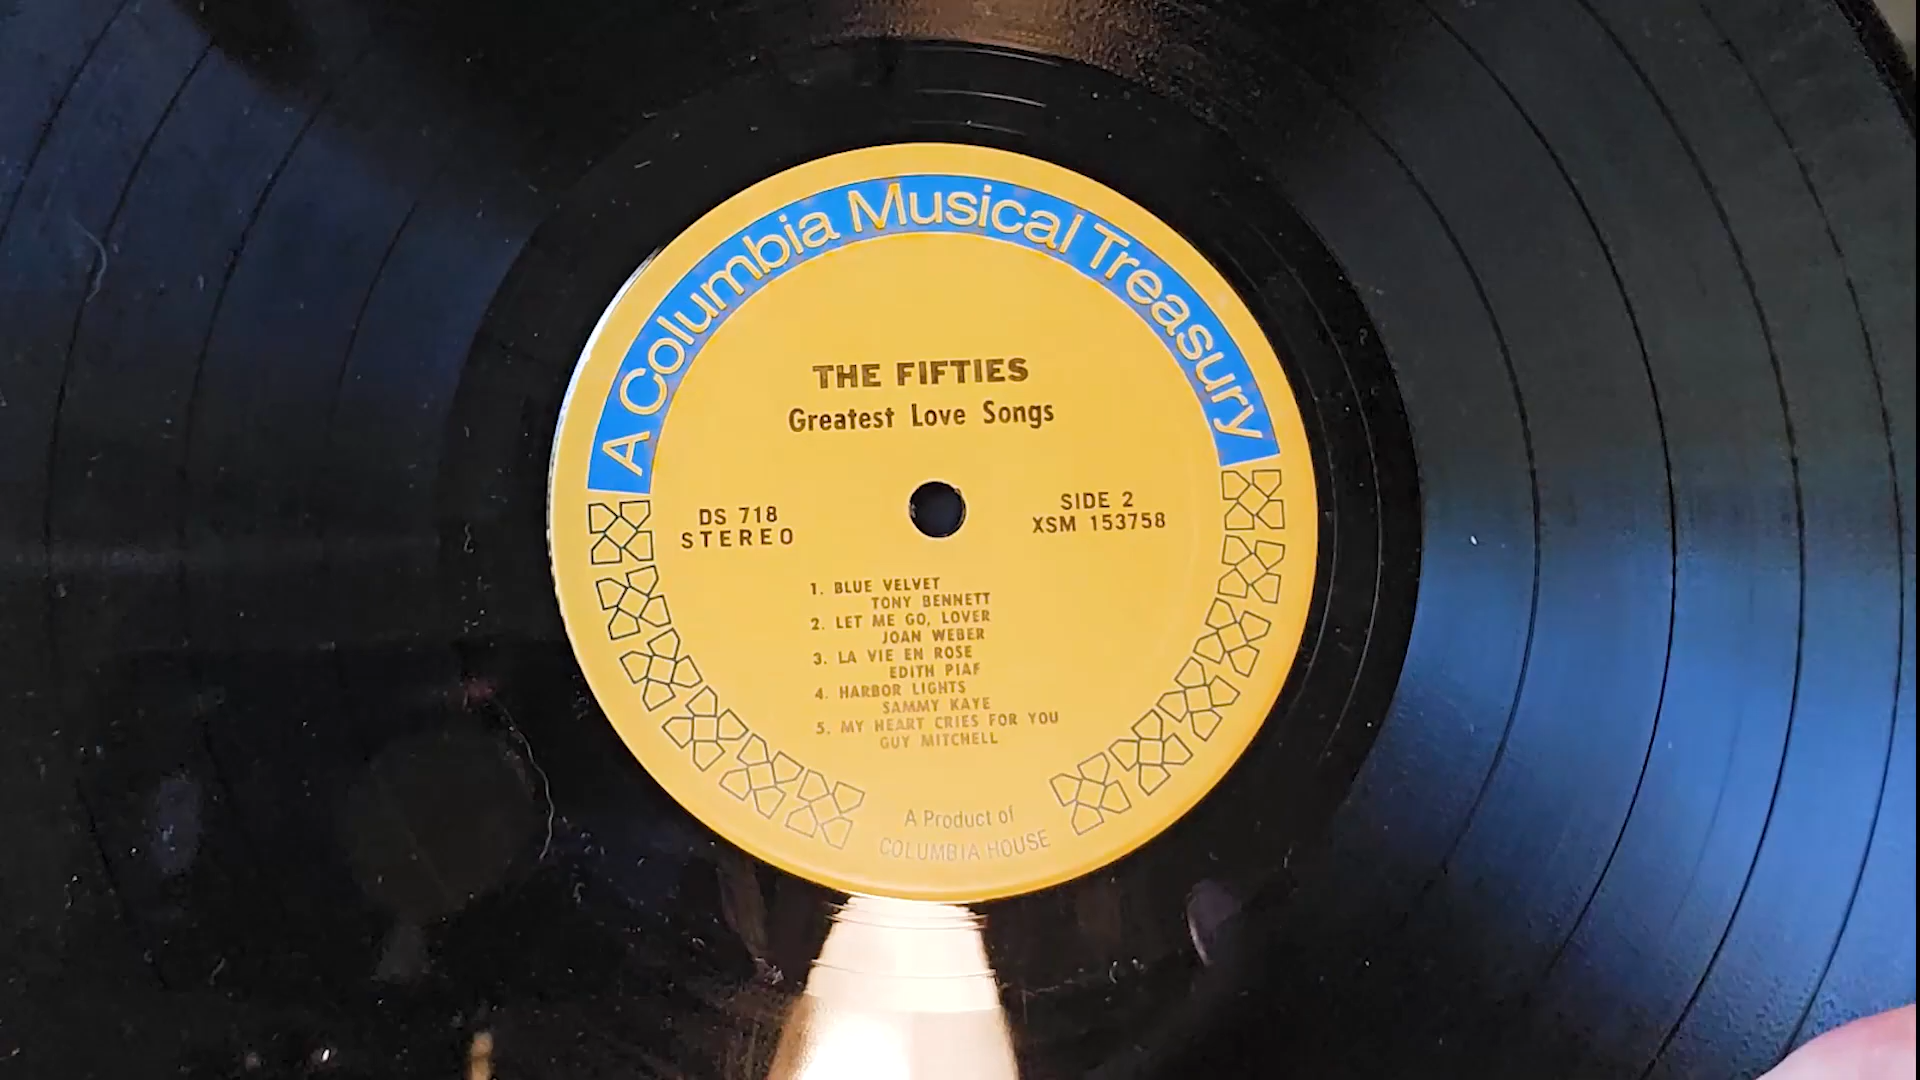 A Columbia Musical Treasury
THE FIFTIES
Greatest Love Songs
DS 718
STEREO
SIDE 2
XSM 153758
1. BLUE VELVET
TONY BENNETT
2. LET ME GO, LOVER
JOAN WEBER
3. LA VIE EN ROSE
EDITH PIAF
4. HARBOR LIGHTS
SAMMY KAYE
5. MY HEART CRIES FOR YOU
GUY MITCHELL
A Product of
COLUMBIA HOUSE